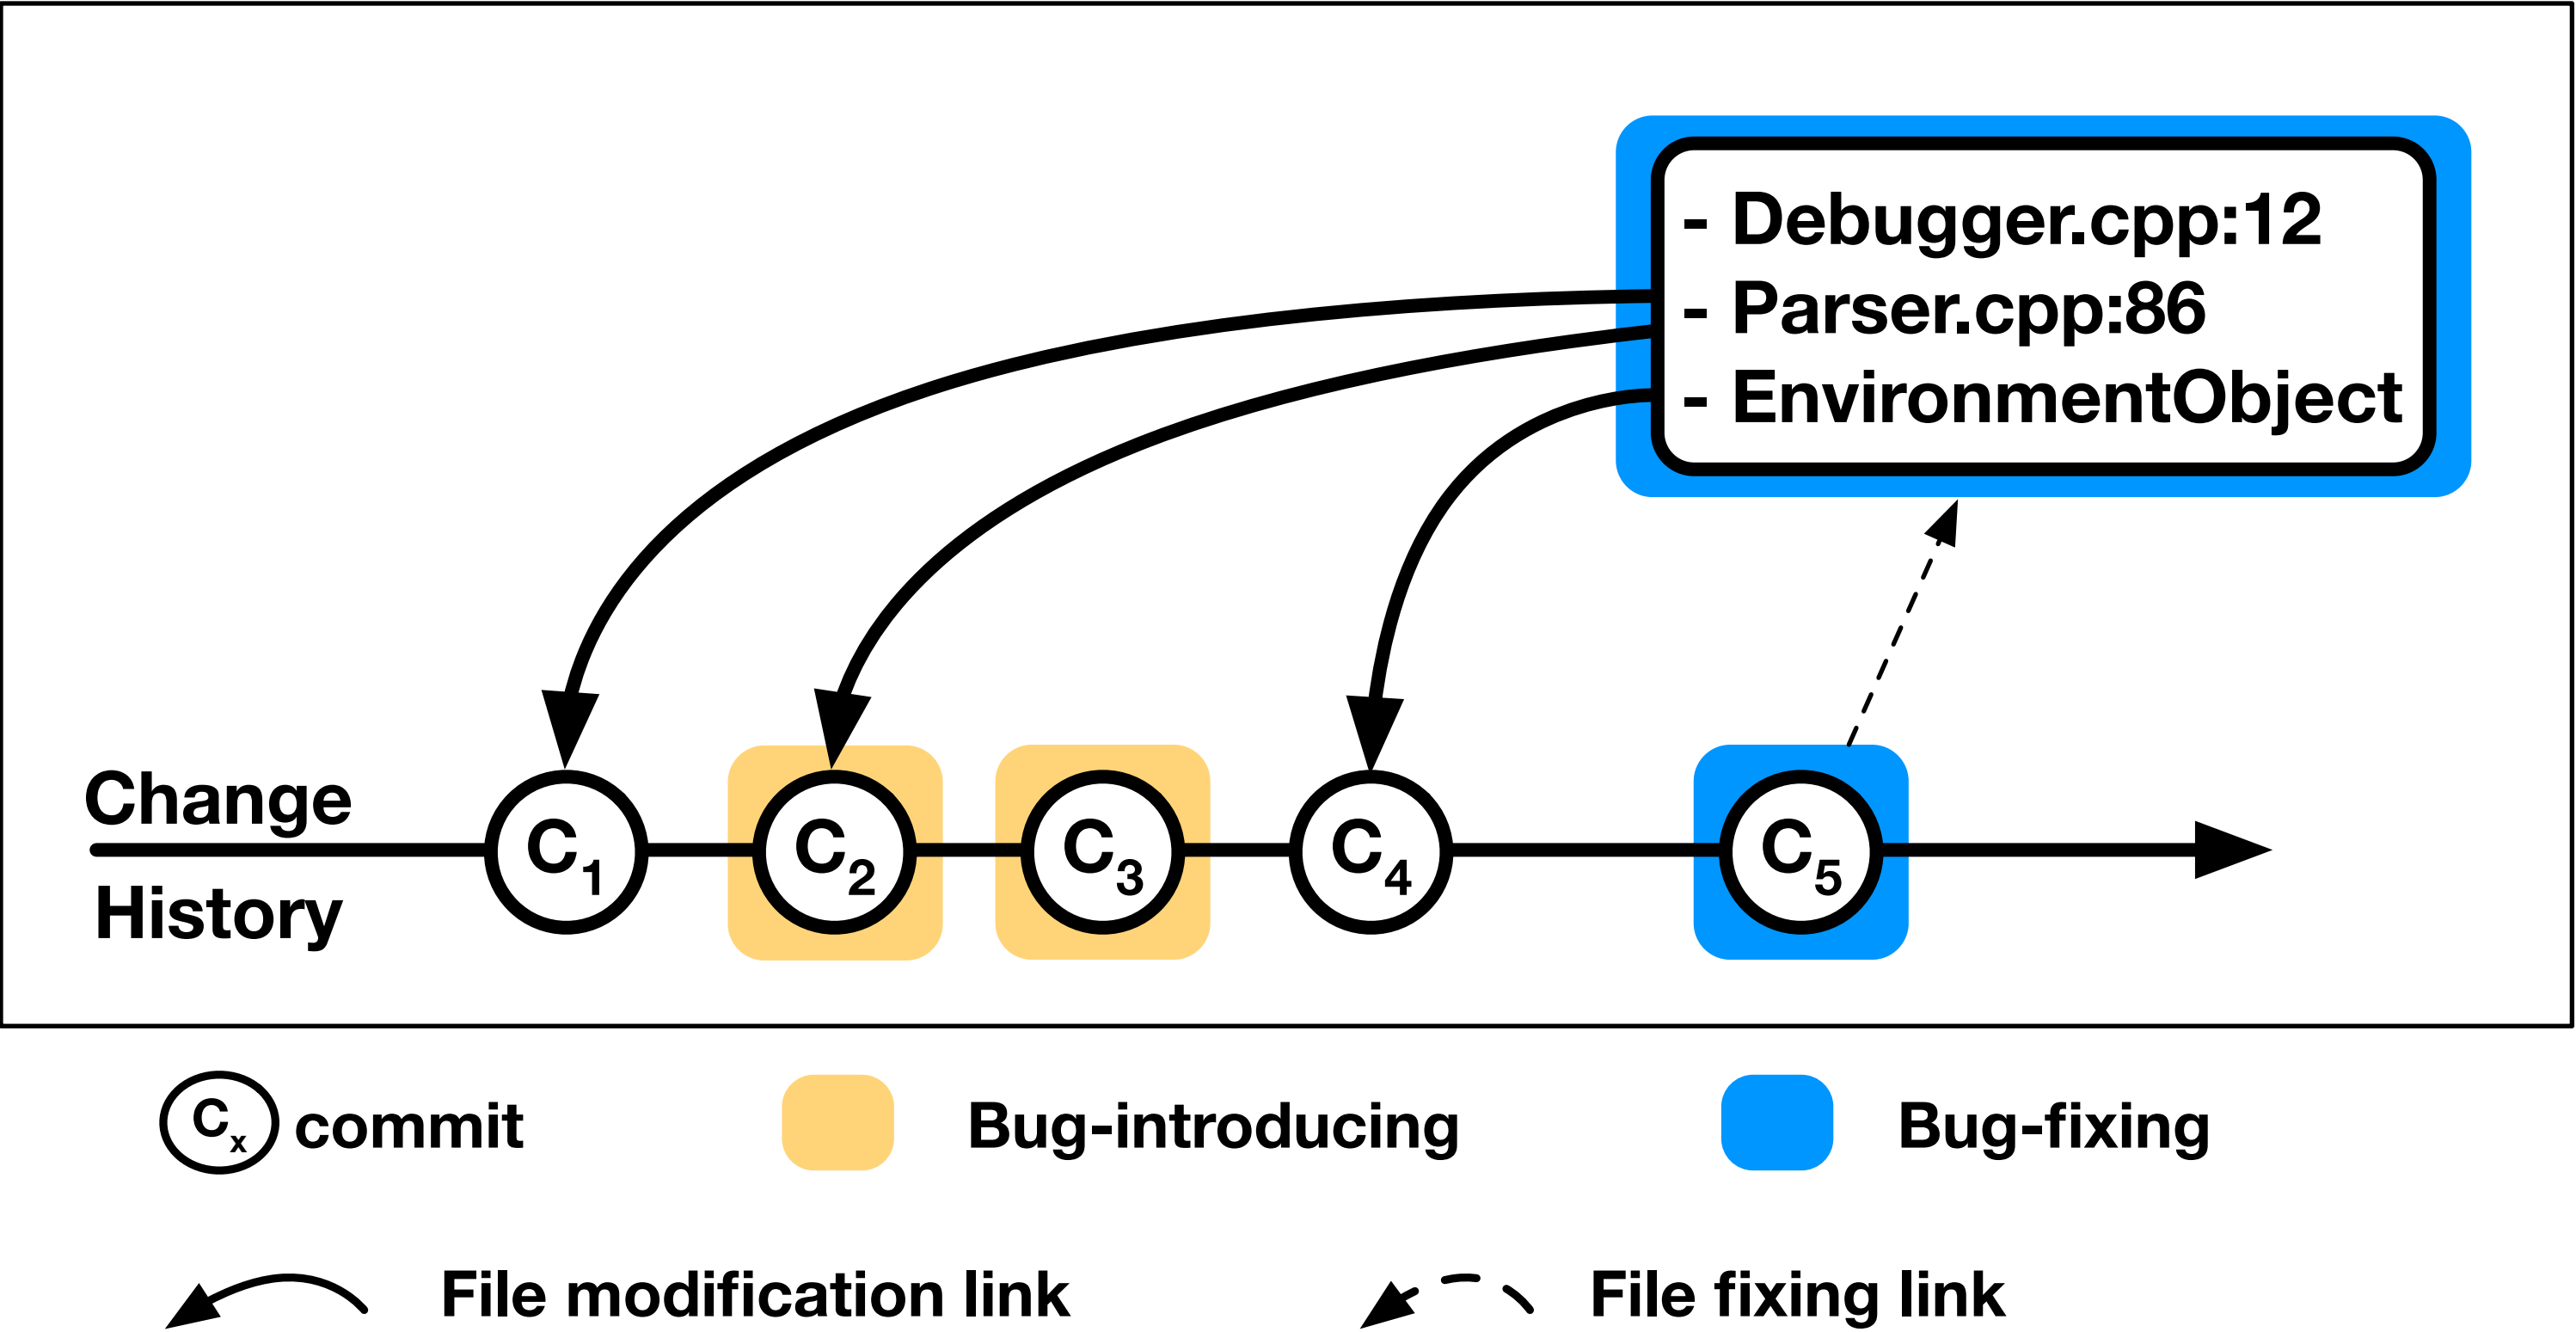 - Debugger.cpp:12
- Parser.cpp:86
- EnvironmentObject
Change
History
C1
C2
C3
C4
C5
Cx commit
Bug-introducing
Bug-fixing
File modification link
File fixing link